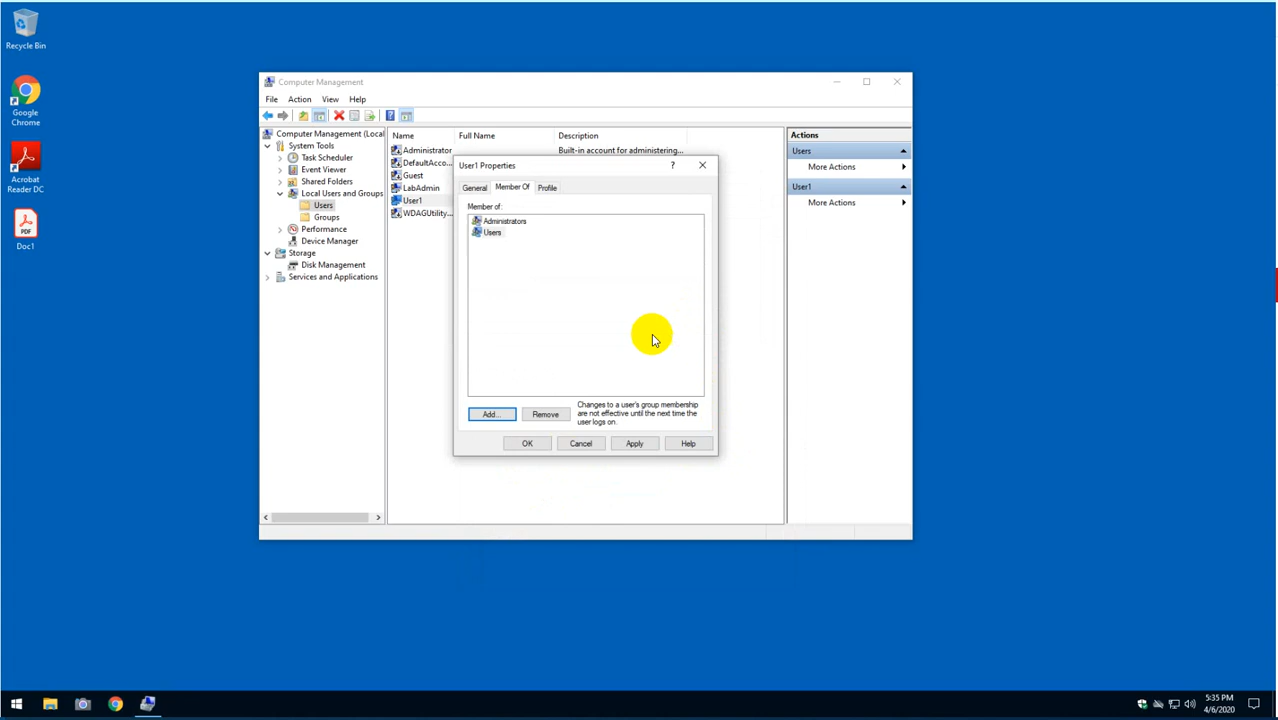 Recycle Bin
Google
Chrome
Acrobat
Reader DC
Doc1
Computer Management
File Action View Help
Computer Management (Local
System Tools
Task Scheduler
Event Viewer
Shared Folders
Local Users and Groups
Users
Groups
Performance
Device Manager
Storage
Disk Management
Services and Applications
Name Full Name Description
Administrator Built-in account for administering...
DefaultAcco...
Guest
LabAdmin
User1
WDAGUtility...
User1 Properties
General Member Of Profile
Member of:
Administrators
Users
Add... Remove
Changes to a user's group membership
are not effective until the next time the
user logs on.
OK Cancel Apply Help
Actions
Users
More Actions
User1
More Actions
5:35 PM
4/6/2020